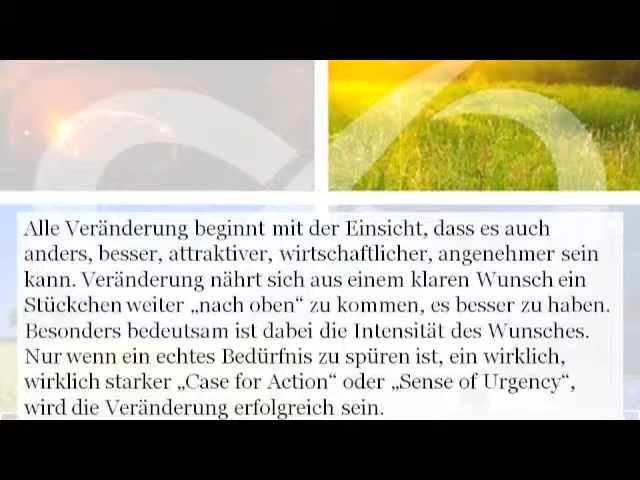 Alle Veränderung beginnt mit der Einsicht, dass es auch
anders, besser, attraktiver, wirtschaftlicher, angenehmer sein
kann. Veränderung nährt sich aus einem klaren Wunsch ein
Stückchen weiter „nach oben“ zu kommen, es besser zu haben.
Besonders bedeutsam ist dabei die Intensität des Wunsches.
Nur wenn ein echtes Bedürfnis zu spüren ist, ein wirklich,
wirklich starker „Case for Action“ oder „Sense of Urgency“,
wird die Veränderung erfolgreich sein.